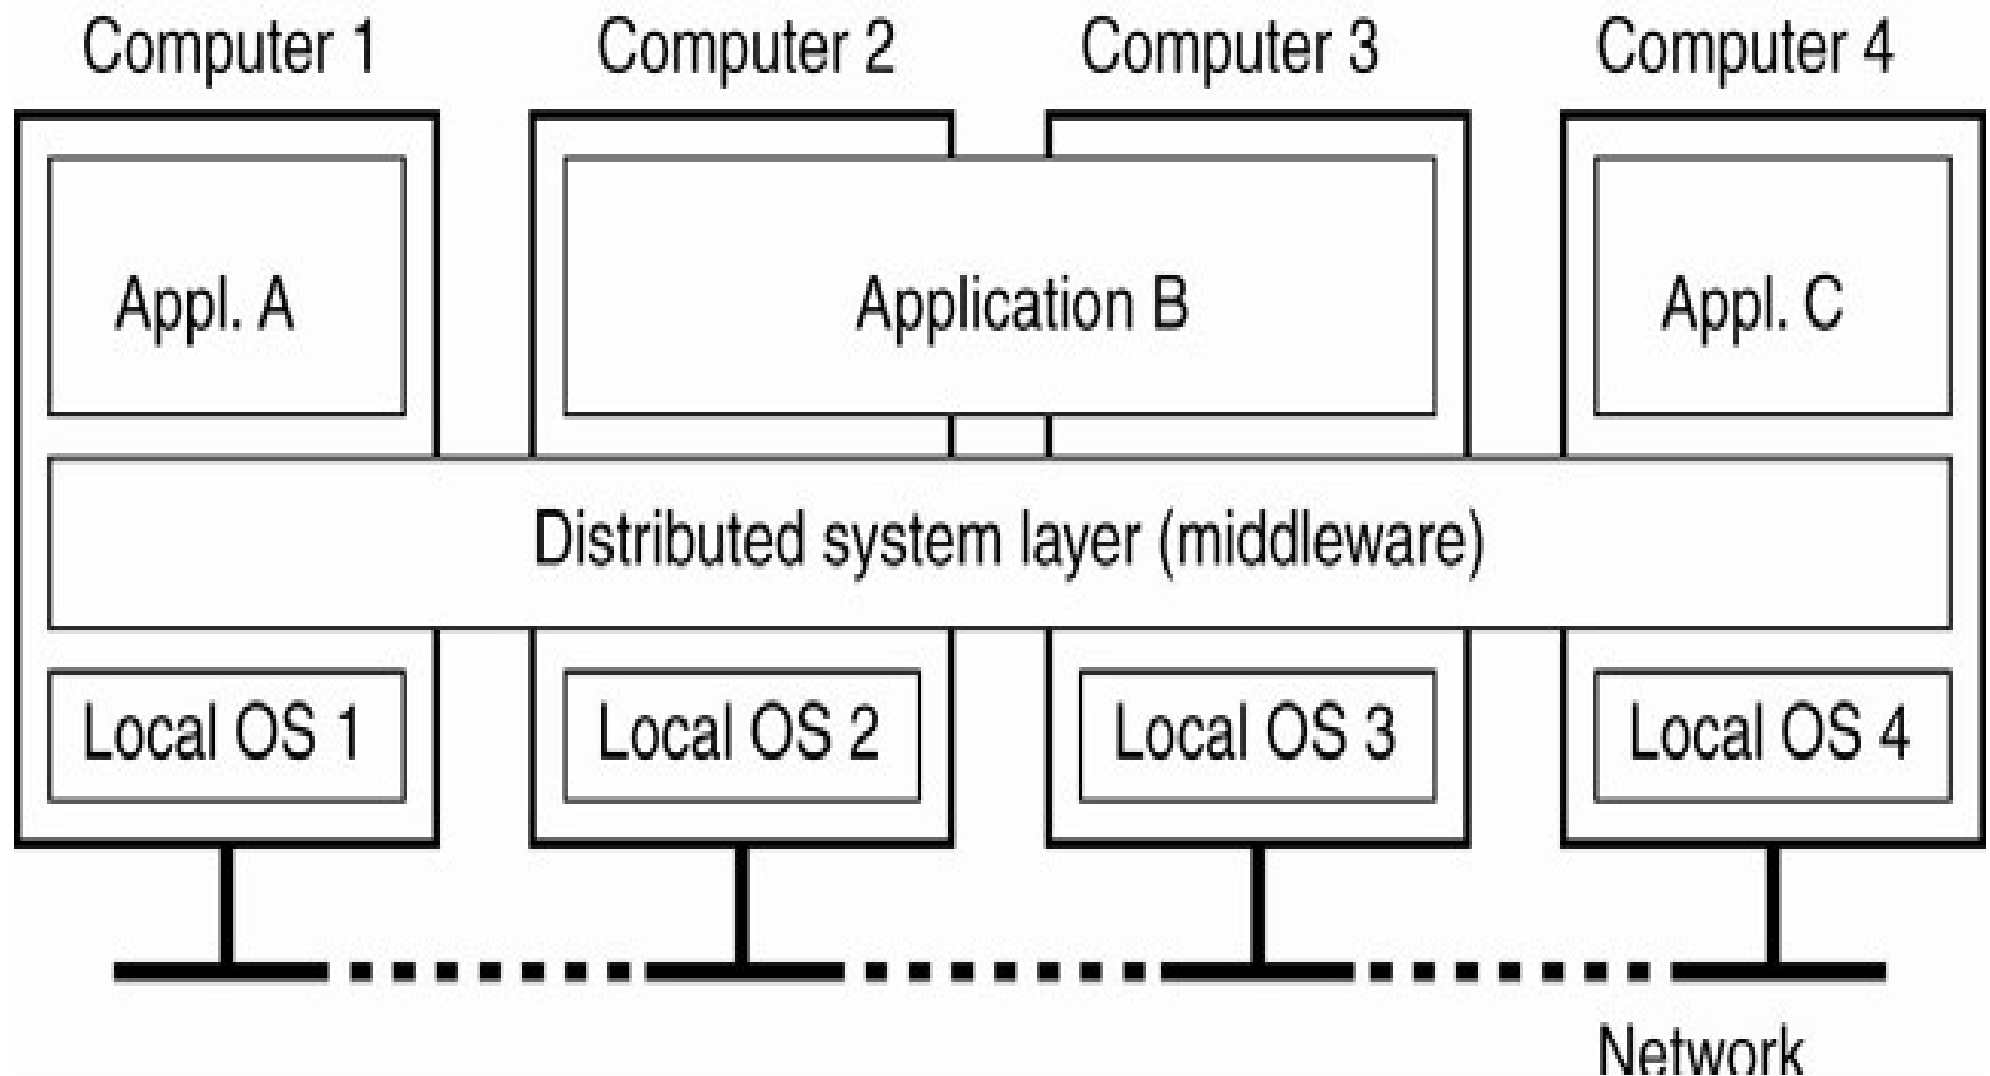 Computer 1
Computer 2
Computer 3
Computer 4
Appl. A
Application B
Appl. C
Distributed system layer (middleware)
Local OS 1
Local OS 2
Local OS 3
Local OS 4
Network